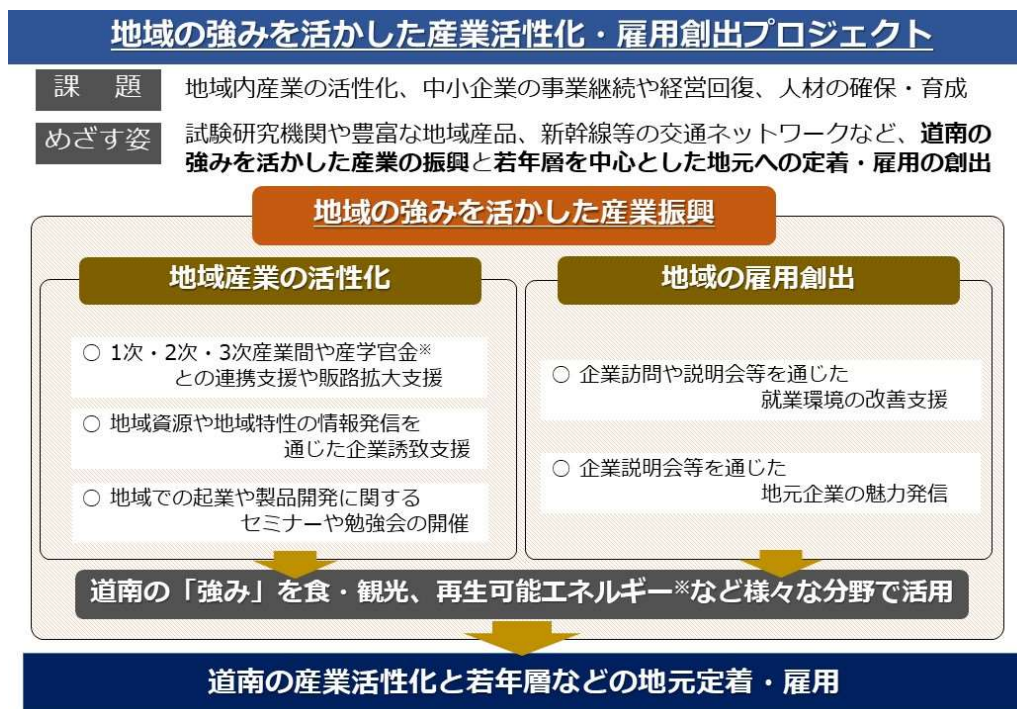 地域の強みを活かした産業活性化・雇用創出プロジェクト
課　題
地域内産業の活性化、中小企業の事業継続や経営回復、人材の確保・育成
めざす姿
試験研究機関や豊富な地域産品、新幹線等の交通ネットワークなど、道南の
強みを活かした産業の振興と若年層を中心とした地元への定着・雇用の創出
地域の強みを活かした産業振興
地域産業の活性化
○ 1次・2次・3次産業間や産学官金※
との連携支援や販路拡大支援
○ 地域資源や地域特性の情報発信を
通じた企業誘致支援
○ 地域での起業や製品開発に関する
セミナーや勉強会の開催
地域の雇用創出
○ 企業訪問や説明会等を通じた
就業環境の改善支援
○ 企業説明会等を通じた
地元企業の魅力発信
道南の「強み」を食・観光、再生可能エネルギー※など様々な分野で活用
道南の産業活性化と若年層などの地元定着・雇用